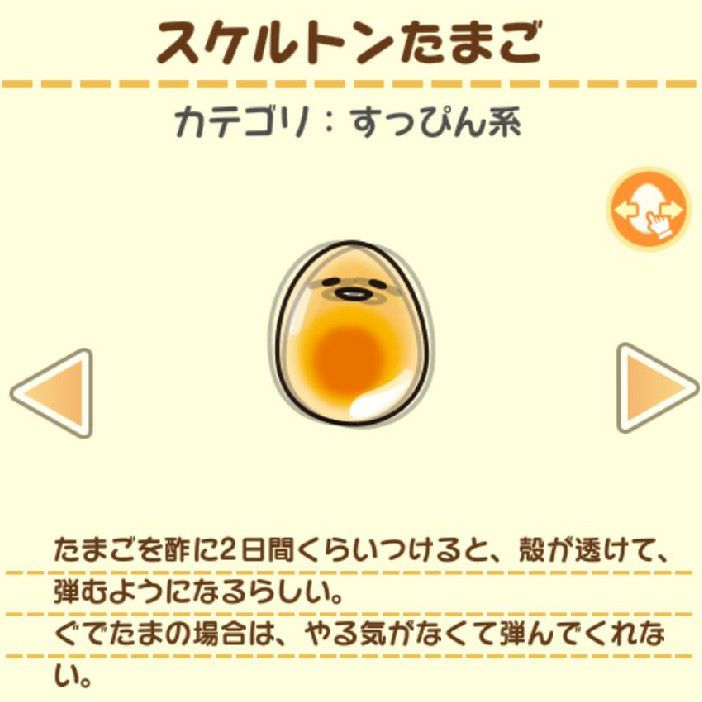 スケルトンたまご
カテゴリ：すっぴん系
たまごを酢に2日間くらいつけると、殻が透けて、
弾むようになるらしい。
ぐでたまの場合は、やる気がなくて弾んでくれな
い。